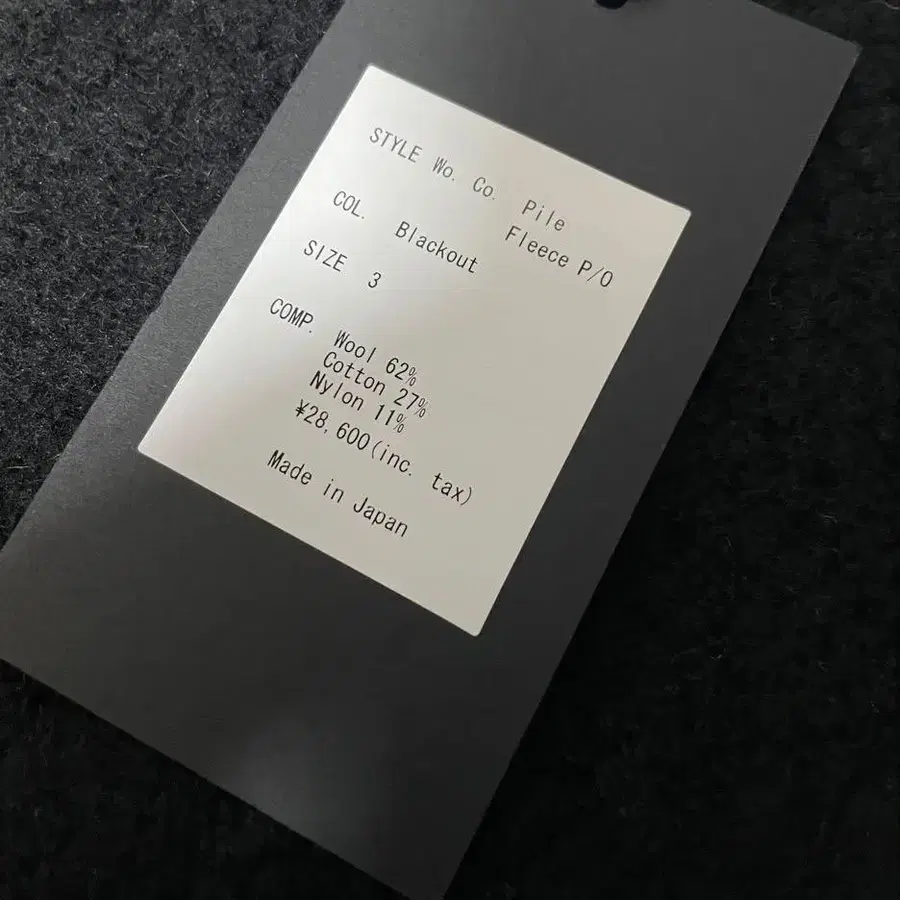 STYLE Wo. Co. Pile
Fleece P/O
COL. Blackout
SIZE 3
COMP. Wool 62%
Cotton 27%
Nylon 11%
¥28,600(inc. tax)
Made in Japan